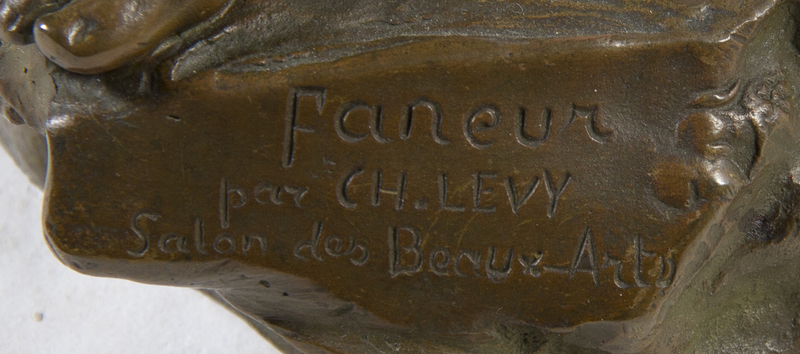 Faneur
par CH. LEVY
Salon des Beaux-Arts